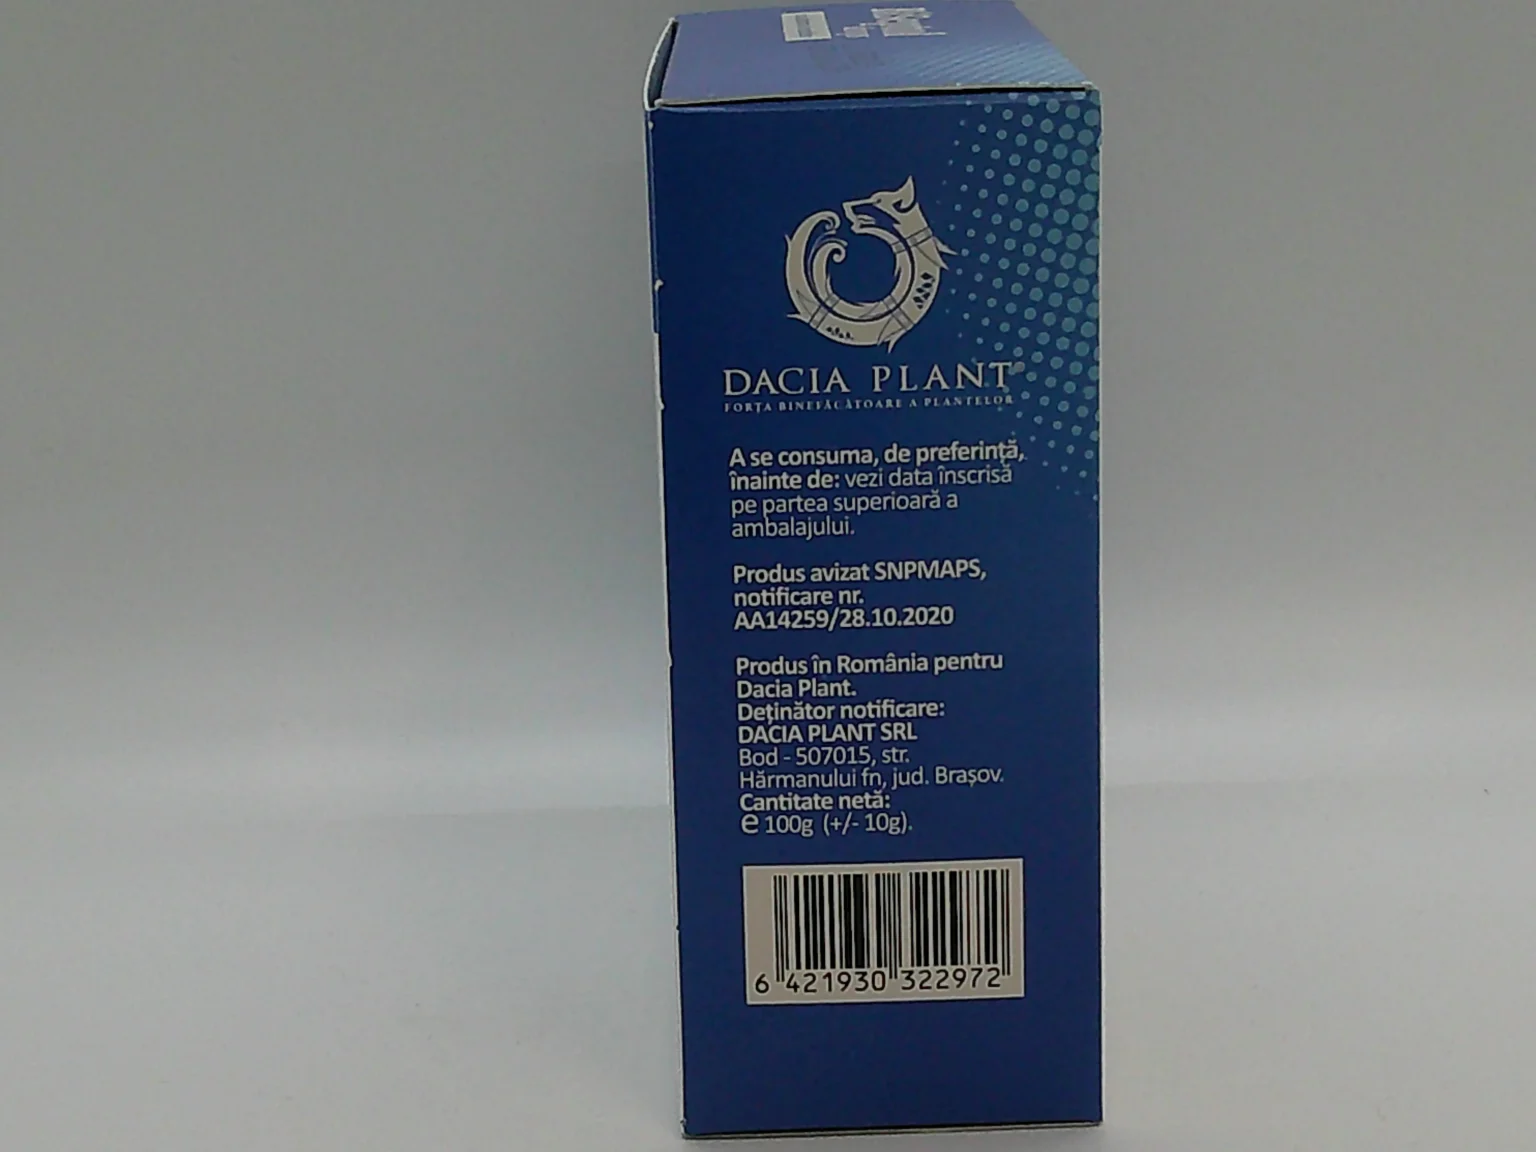 DACIA PLANT
FORȚA BINEFĂCĂTOARE A PLANTELOR
A se consuma, de preferință,
înainte de: vezi data înscrisă
pe partea superioară a
ambalajului.
Produs avizat SNPMAPS,
notificare nr.
AA14259/28.10.2020
Produs în România pentru
Dacia Plant.
Deținător notificare:
DACIA PLANT SRL
Bod - 507015, str.
Hărmanului fn, jud. Brașov.
Cantitate netă:
℮ 100g (+/- 10g).
6 421930 322972